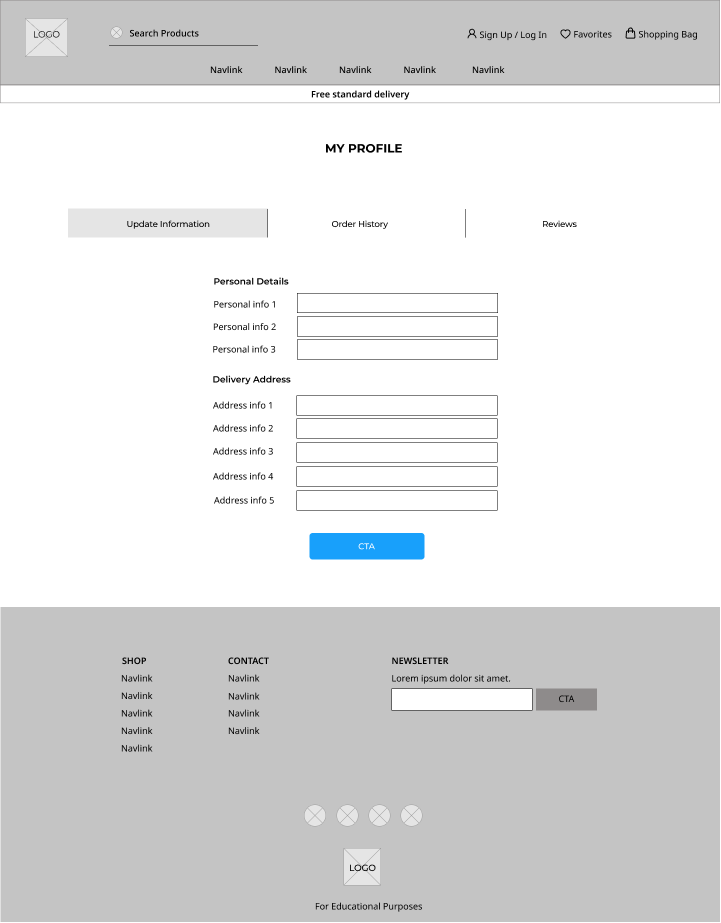 LOGO
Search Products
Sign Up / Log In
Favorites
Shopping Bag
Navlink Navlink Navlink Navlink Navlink
Free standard delivery
MY PROFILE
Update Information
Order History
Reviews
Personal Details
Personal info 1
Personal info 2
Personal info 3
Delivery Address
Address info 1
Address info 2
Address info 3
Address info 4
Address info 5
CTA
SHOP
Navlink
Navlink
Navlink
Navlink
Navlink
CONTACT
Navlink
Navlink
Navlink
Navlink
NEWSLETTER
Lorem ipsum dolor sit amet.
CTA
LOGO
For Educational Purposes